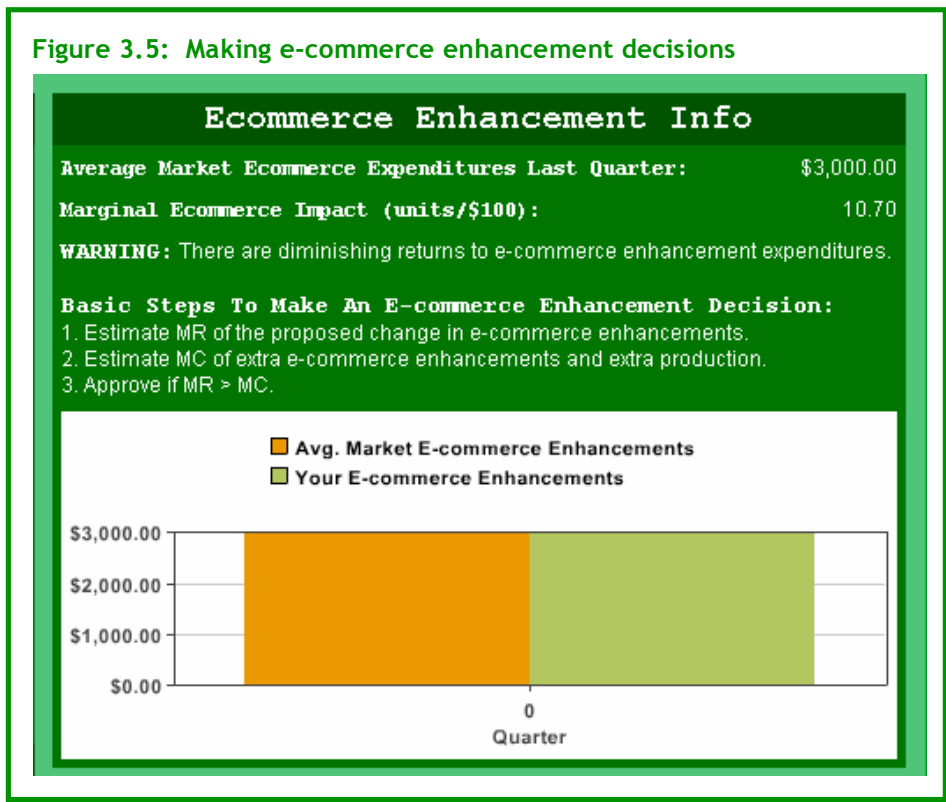 Figure 3.5: Making e-commerce enhancement decisions
Ecommerce Enhancement Info
Average Market Ecommerce Expenditures Last Quarter: $3,000.00
Marginal Ecommerce Impact (units/$100): 10.70
WARNING: There are diminishing returns to e-commerce enhancement expenditures.
Basic Steps To Make An E-commerce Enhancement Decision:
1. Estimate MR of the proposed change in e-commerce enhancements.
2. Estimate MC of extra e-commerce enhancements and extra production.
3. Approve if MR > MC.
Avg. Market E-commerce Enhancements
Your E-commerce Enhancements
$3,000.00
$2,000.00
$1,000.00
$0.00
0
Quarter